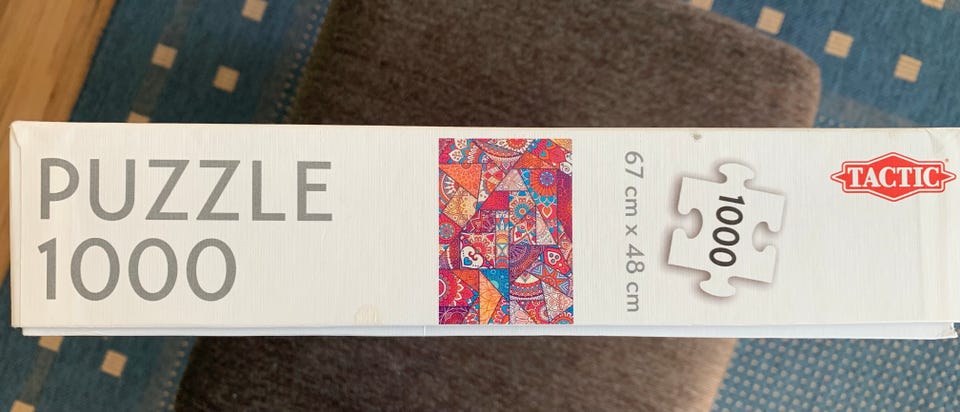 PUZZLE
1000
67 cm x 48 cm
1000
TACTIC